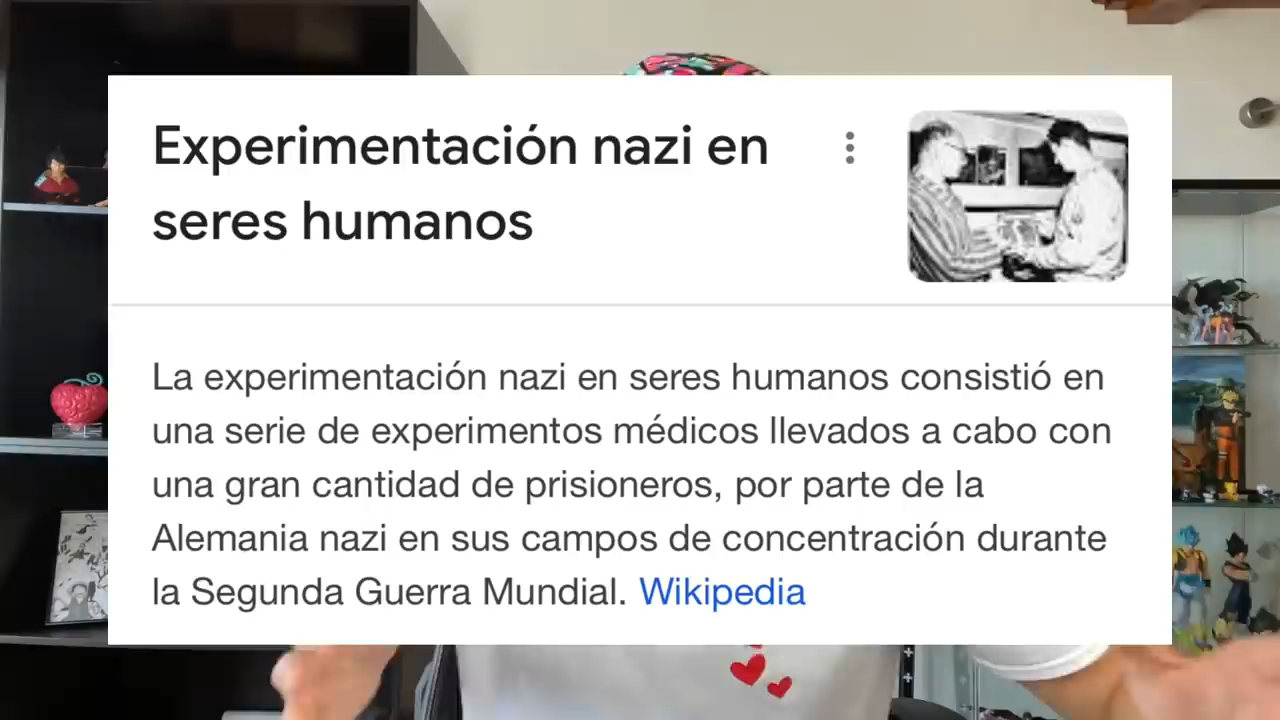 Experimentación nazi en
seres humanos
La experimentación nazi en seres humanos consistió en
una serie de experimentos médicos llevados a cabo con
una gran cantidad de prisioneros, por parte de la
Alemania nazi en sus campos de concentración durante
la Segunda Guerra Mundial. Wikipedia